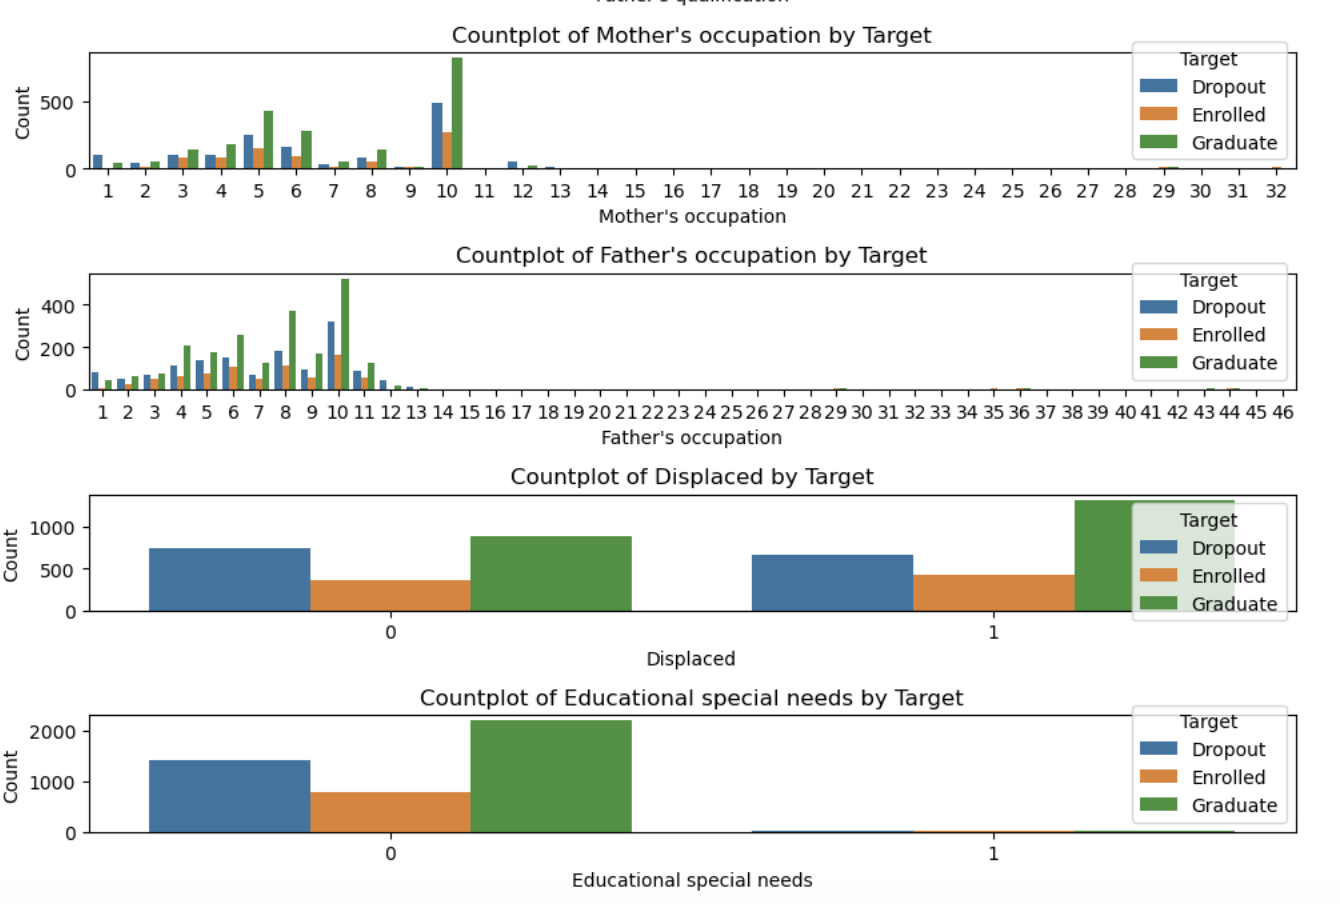 Father's qualification
Countplot of Mother's occupation by Target
Count
500
0
1 2 3 4 5 6 7 8 9 10 11 12 13 14 15 16 17 18 19 20 21 22 23 24 25 26 27 28 29 30 31 32
Mother's occupation
Target
Dropout
Enrolled
Graduate
Countplot of Father's occupation by Target
Count
400
200
0
1 2 3 4 5 6 7 8 9 10 11 12 13 14 15 16 17 18 19 20 21 22 23 24 25 26 27 28 29 30 31 32 33 34 35 36 37 38 39 40 41 42 43 44 45 46
Father's occupation
Target
Dropout
Enrolled
Graduate
Countplot of Displaced by Target
Count
1000
500
0
0 1
Displaced
Target
Dropout
Enrolled
Graduate
Countplot of Educational special needs by Target
Count
2000
1000
0
0 1
Educational special needs
Target
Dropout
Enrolled
Graduate